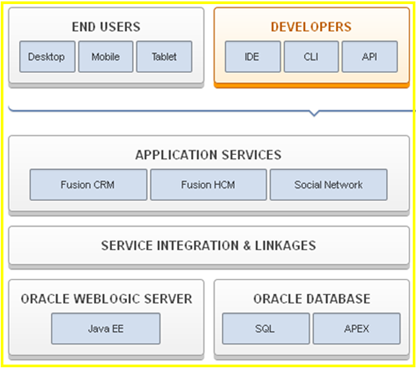 END USERS
Desktop Mobile Tablet
DEVELOPERS
IDE CLI API
APPLICATION SERVICES
Fusion CRM Fusion HCM Social Network
SERVICE INTEGRATION & LINKAGES
ORACLE WEBLOGIC SERVER
Java EE
ORACLE DATABASE
SQL APEX